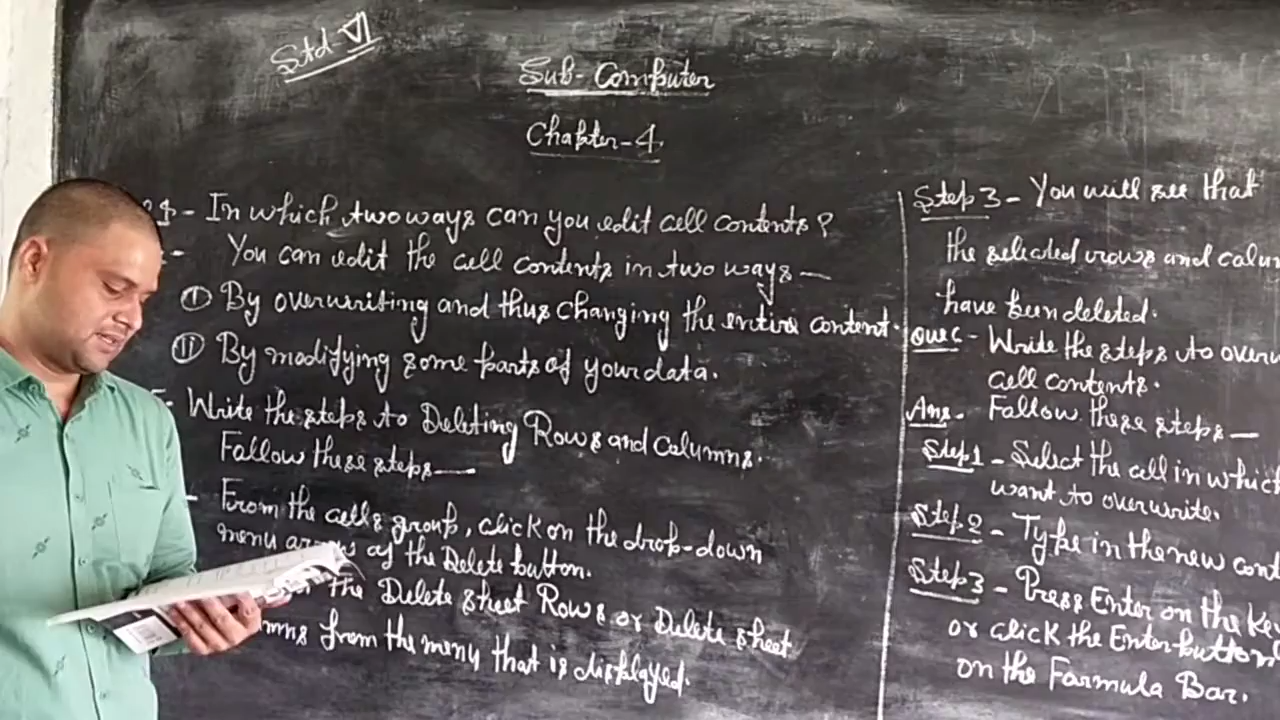 Std-VI
Sub- Computer
Chapter-4
- In which two ways can you edit cell contents?
- You can edit the cell contents in two ways —
(I) By overwriting and thus changing the entire content.
(II) By modifying some parts of your data.
- Write the steps to Deleting Rows and Columns.
Follow these steps —
- From the cells group, click on the drop-down
menu arrow of the Delete button.
the Delete sheet Rows or Delete sheet
from the menu that is displayed.
Step 3 - You will see that
the selected rows and
have been deleted.
Que C - Write the steps to
cell contents.
Ans - Follow these steps —
Step 1 - Select the cell in which
want to overwrite.
Step 2 - Type in the new
Step 3 - Press Enter on the
or click the Enter button
on the Formula Bar.